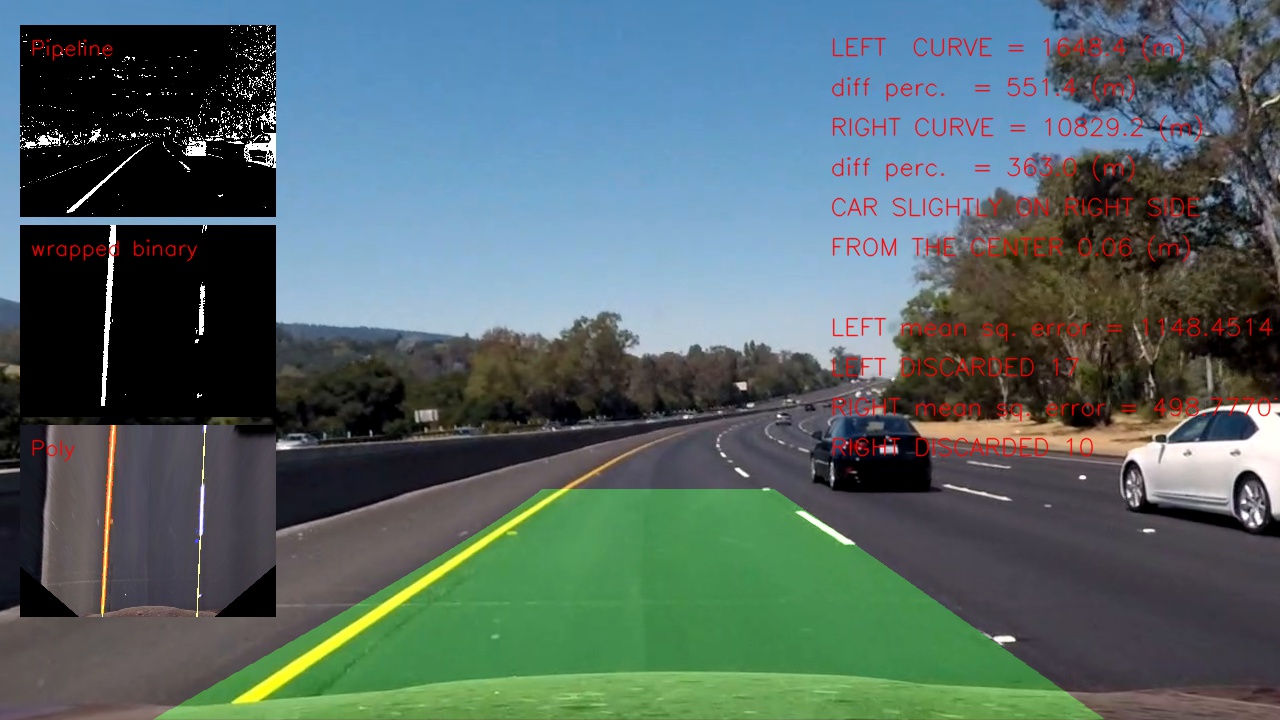 Pipeline
wrapped binary
Poly
LEFT CURVE = 1648.4 (m)
diff perc. = 551.4 (m)
RIGHT CURVE = 10829.2 (m)
diff perc. = 363.0 (m)
CAR SLIGHTLY ON RIGHT SIDE
FROM THE CENTER 0.06 (m)
LEFT mean sq. error = 1148.4514
LEFT DISCARDED 17
RIGHT mean sq. error = 498.7770
RIGHT DISCARDED 10